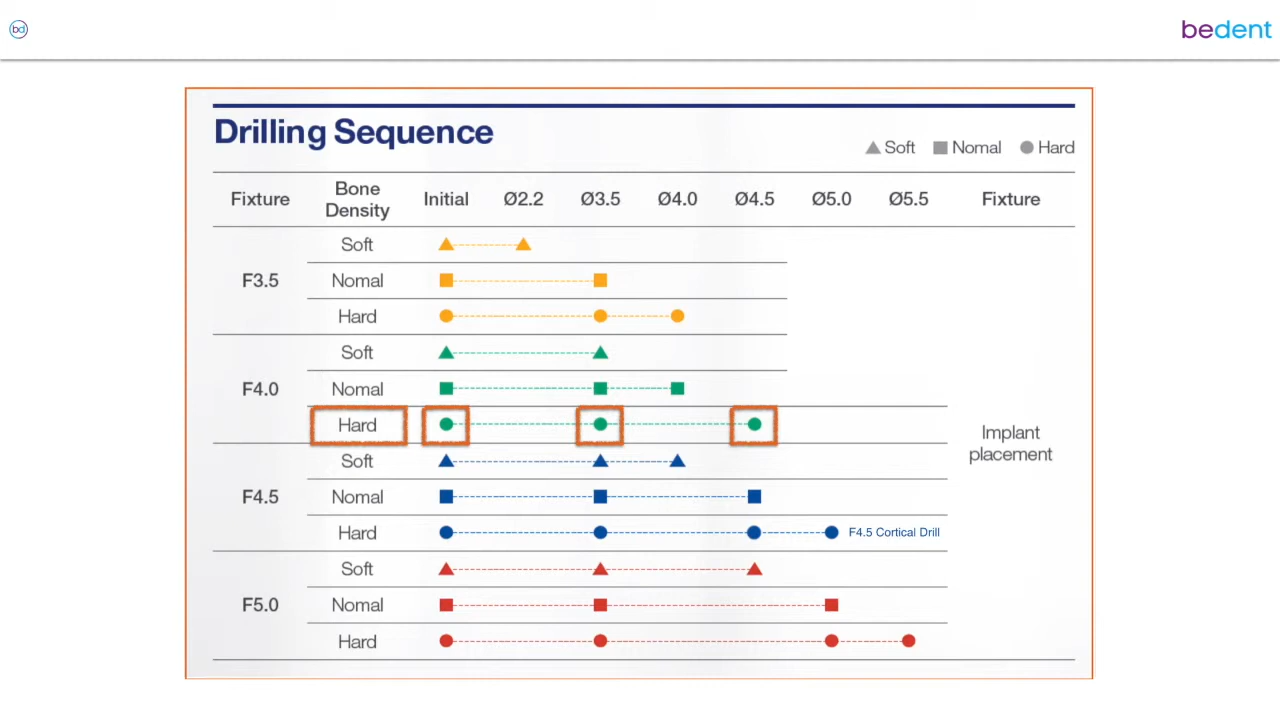 bd
bedent
Drilling Sequence
Soft Nomal Hard
Fixture Bone Density Initial Ø2.2 Ø3.5 Ø4.0 Ø4.5 Ø5.0 Ø5.5 Fixture
F3.5
Soft
Nomal
Hard
F4.0
Soft
Nomal
Hard
F4.5
Soft
Nomal
Hard F4.5 Cortical Drill
F5.0
Soft
Nomal
Hard
Implant
placement